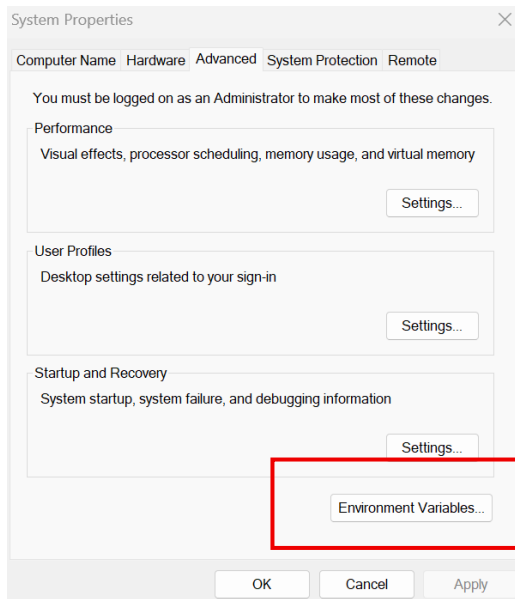 System Properties
Computer Name Hardware Advanced System Protection Remote
You must be logged on as an Administrator to make most of these changes.
Performance
Visual effects, processor scheduling, memory usage, and virtual memory
Settings...
User Profiles
Desktop settings related to your sign-in
Settings...
Startup and Recovery
System startup, system failure, and debugging information
Settings...
Environment Variables...
OK Cancel Apply